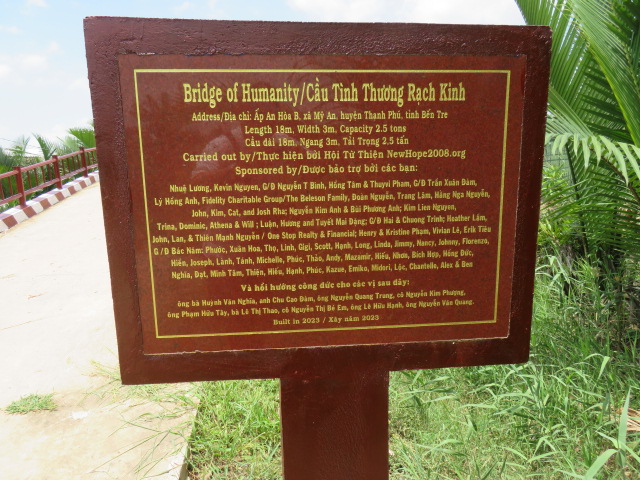 Bridge of Humanity/Cầu Tình Thương Rạch Kinh
Address/Địa chỉ: Ấp An Hòa B, xã Mỹ An, huyện Thạnh Phú, tỉnh Bến Tre
Length 18m, Width 3m, Capacity 2.5 tons
Cầu dài 18m, Ngang 3m, Tải Trọng 2,5 tấn
Carried out by/Thực hiện bởi Hội Từ Thiện NewHope2008.org
Sponsored by/Được bảo trợ bởi các bạn:
Nhuệ Lương, Kevin Nguyen, G/Đ Nguyễn T Bình, Hồng Tâm & Thuyvi Pham, G/Đ Trần Xuân Đàm,
Lý Hồng Anh, Fidelity Charitable Group/The Beleson Family, Đoàn Nguyễn, Trang Lâm, Hằng Nga Nguyễn,
John, Kim, Cat, and Josh Rha; Nguyễn Kim Anh & Bùi Phương Anh; Kim Lien Nguyen,
Trina, Dominic, Athena & Will ; Luận, Hương and Tuyết Mai Đặng; G/Đ Hai & Chuong Trinh; Heather Lâm,
John, Lan, & Thiện Mạnh Nguyễn / One Stop Realty & Financial; Henry & Kristine Phạm, Vivian Lê, Erik Tiêu
G /Đ Bác Năm: Phước, Xuân Hoa, Thọ, Linh, Gigi, Scott, Hạnh, Long, Linda, Jimmy, Nancy, Johnny, Florenzo,
Hiền, Joseph, Lành, Tánh, Michelle, Phúc, Thảo, Andy, Mazamir, Hiếu, Nhơn, Bích Hợp, Hồng Đức,
Nghĩa, Đạt, Minh Tâm, Thiện, Hiếu, Hạnh, Phúc, Kazue, Emiko, Midori, Lộc, Chantelle, Alex & Ben
Và hồi hướng công đức cho các vị sau đây:
ông bà Huỳnh Văn Nghĩa, anh Chu Cao Đàm, ông Nguyễn Quang Trung, cô Nguyễn Kim Phượng,
ông Phạm Hữu Tây, bà Lê Thị Thao, cô Nguyễn Thị Bé Em, ông Lê Hữu Hạnh, ông Nguyễn Văn Quang.
Built in 2023 / Xây năm 2023